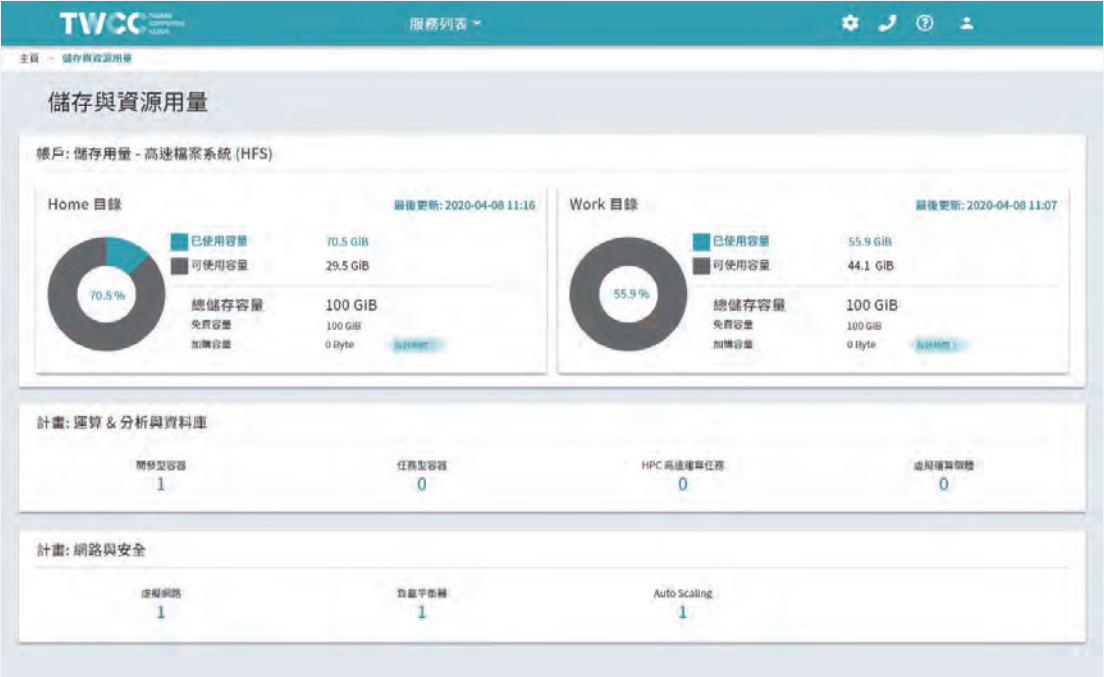 TWCC TAIWAN COMPUTING CLOUD
服務列表
主頁 - 儲存與資源用量
儲存與資源用量
帳戶: 儲存用量 - 高速檔案系統 (HFS)
Home 目錄
最後更新: 2020-04-08 11:16
已使用容量 70.5 GiB
可使用容量 29.5 GiB
70.5 %
總儲存容量 100 GiB
免費容量 100 GiB
加購容量 0 Byte
Work 目錄
最後更新: 2020-04-08 11:07
已使用容量 55.9 GiB
可使用容量 44.1 GiB
55.9 %
總儲存容量 100 GiB
免費容量 100 GiB
加購容量 0 Byte
計畫: 運算 & 分析與資料庫
開發型容器 任務型容器 HPC 高速運算任務 虛擬運算個體
1 0 0 0
計畫: 網路與安全
虛擬網路 負載平衡器 Auto Scaling
1 1 1